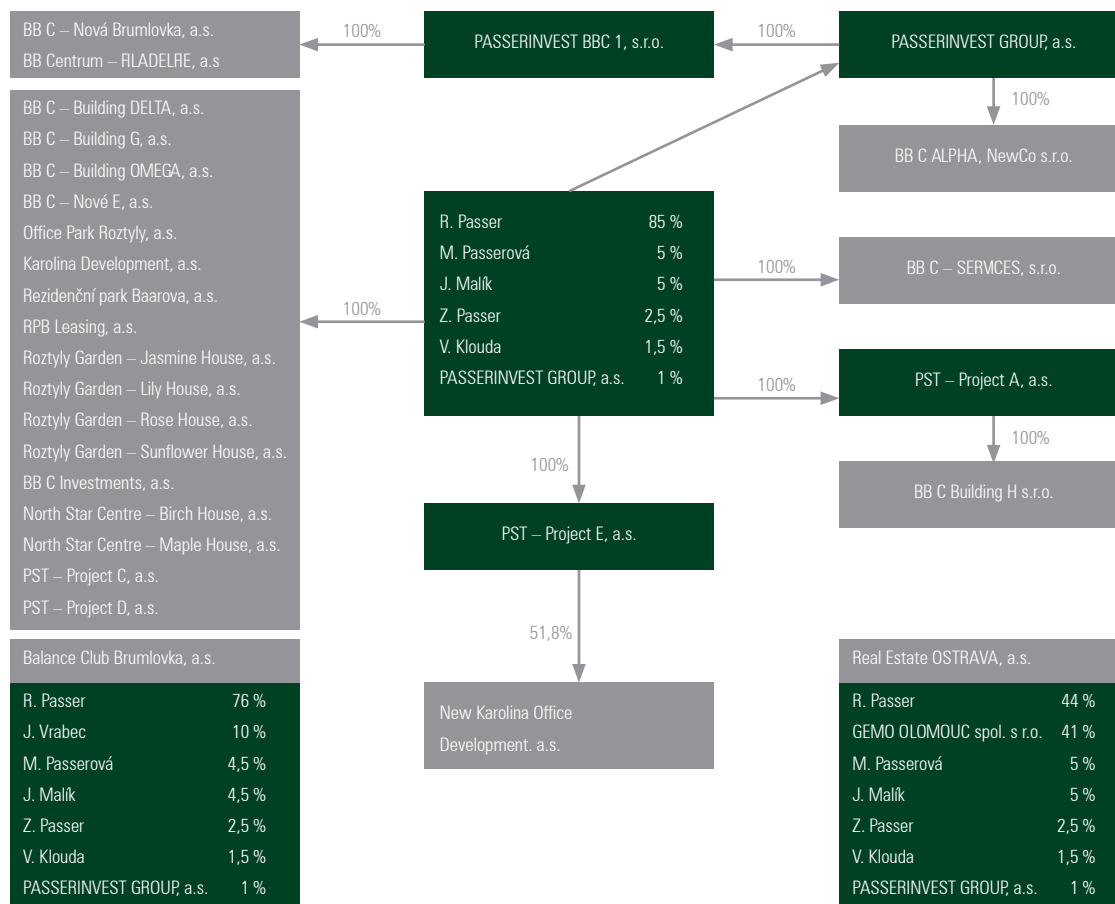 BB C – Nová Brumlovka, a.s.
BB Centrum – FILADELFIE, a.s
100%
PASSERINVEST BBC 1, s.r.o.
100%
PASSERINVEST GROUP, a.s.
100%
BB C ALPHA, NewCo s.r.o.
BB C – Building DELTA, a.s.
BB C – Building G, a.s.
BB C – Building OMEGA, a.s.
BB C – Nové E, a.s.
Office Park Roztyly, a.s.
Karolina Development, a.s.
Rezidenční park Baarova, a.s.
RPB Leasing, a.s.
Roztyly Garden – Jasmine House, a.s.
Roztyly Garden – Lily House, a.s.
Roztyly Garden – Rose House, a.s.
Roztyly Garden – Sunflower House, a.s.
BB C Investments, a.s.
North Star Centre – Birch House, a.s.
North Star Centre – Maple House, a.s.
PST – Project C, a.s.
PST – Project D, a.s.
100%
R. Passer 85 %
M. Passerová 5 %
J. Malík 5 %
Z. Passer 2,5 %
V. Klouda 1,5 %
PASSERINVEST GROUP, a.s. 1 %
100%
BB C – SERVICES, s.r.o.
100%
PST – Project A, a.s.
100%
BB C Building H s.r.o.
100%
PST – Project E, a.s.
51,8%
New Karolina Office
Development. a.s.
Balance Club Brumlovka, a.s.
R. Passer 76 %
J. Vrabec 10 %
M. Passerová 4,5 %
J. Malík 4,5 %
Z. Passer 2,5 %
V. Klouda 1,5 %
PASSERINVEST GROUP, a.s. 1 %
Real Estate OSTRAVA, a.s.
R. Passer 44 %
GEMO OLOMOUC spol. s r.o. 41 %
M. Passerová 5 %
J. Malík 5 %
Z. Passer 2,5 %
V. Klouda 1,5 %
PASSERINVEST GROUP, a.s. 1 %